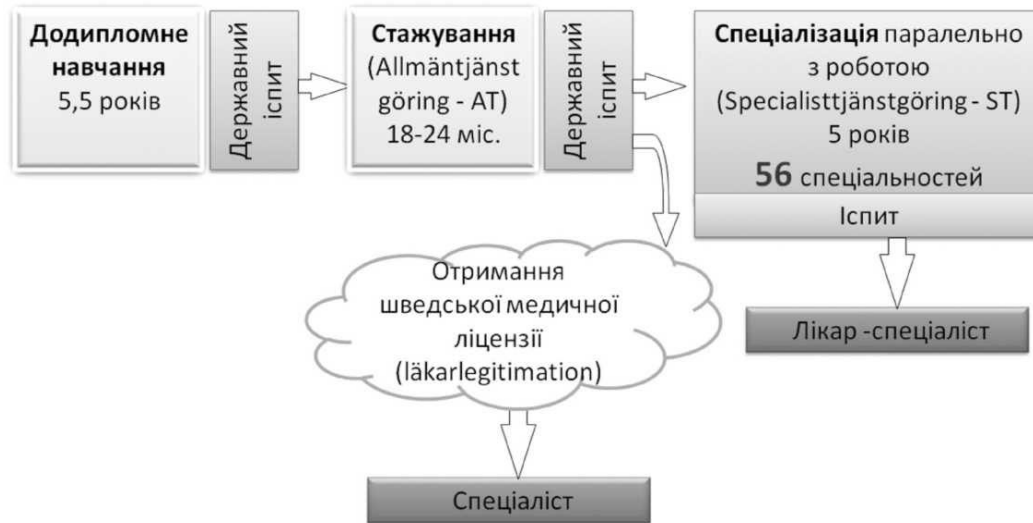 Додипломне
навчання
5,5 років
Державний
іспит
Стажування
(Allmäntjänst
göring - AT)
18-24 міс.
Державний
іспит
Спеціалізація паралельно
з роботою
(Specialisttjänstgöring - ST)
5 років
56 спеціальностей
Іспит
Отримання
шведської медичної
ліцензії
(läkarlegitimation)
Лікар -спеціаліст
Спеціаліст